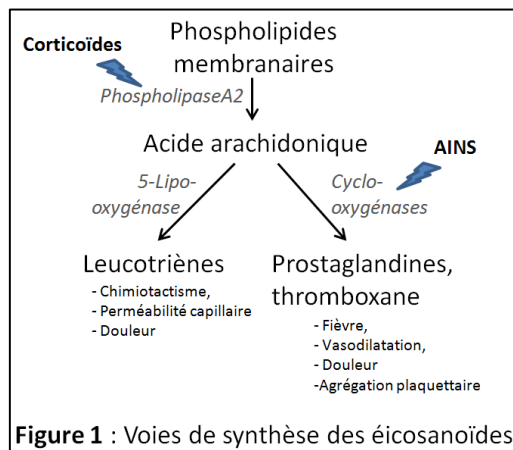 Corticoïdes
Phospholipides
membranaires
PhospholipaseA2
Acide arachidonique
AINS
5-Lipo-
oxygénase
Cyclo-
oxygénases
Leucotriènes
- Chimiotactisme,
- Perméabilité capillaire
- Douleur
Prostaglandines,
thromboxane
- Fièvre,
- Vasodilatation,
- Douleur
-Agrégation plaquettaire
Figure 1 : Voies de synthèse des éicosanoïdes